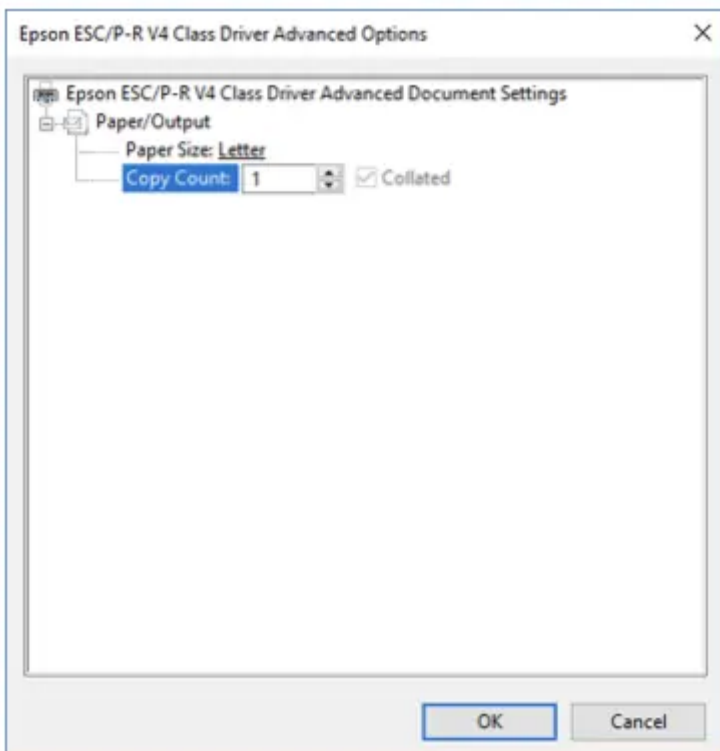 Epson ESC/P-R V4 Class Driver Advanced Options
Epson ESC/P-R V4 Class Driver Advanced Document Settings
Paper/Output
Paper Size: Letter
Copy Count: 1 Collated
OK Cancel